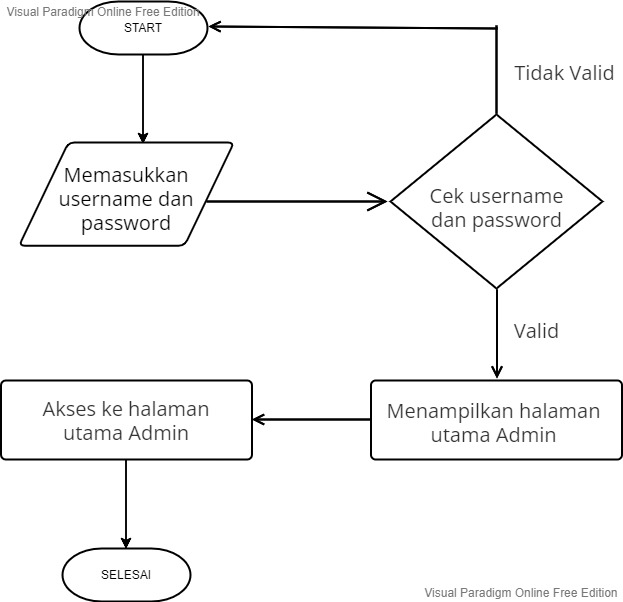 Visual Paradigm Online Free Edition
START
Tidak Valid
Memasukkan
username dan
password
Cek username
dan password
Valid
Akses ke halaman
utama Admin
Menampilkan halaman
utama Admin
SELESAI
Visual Paradigm Online Free Edition